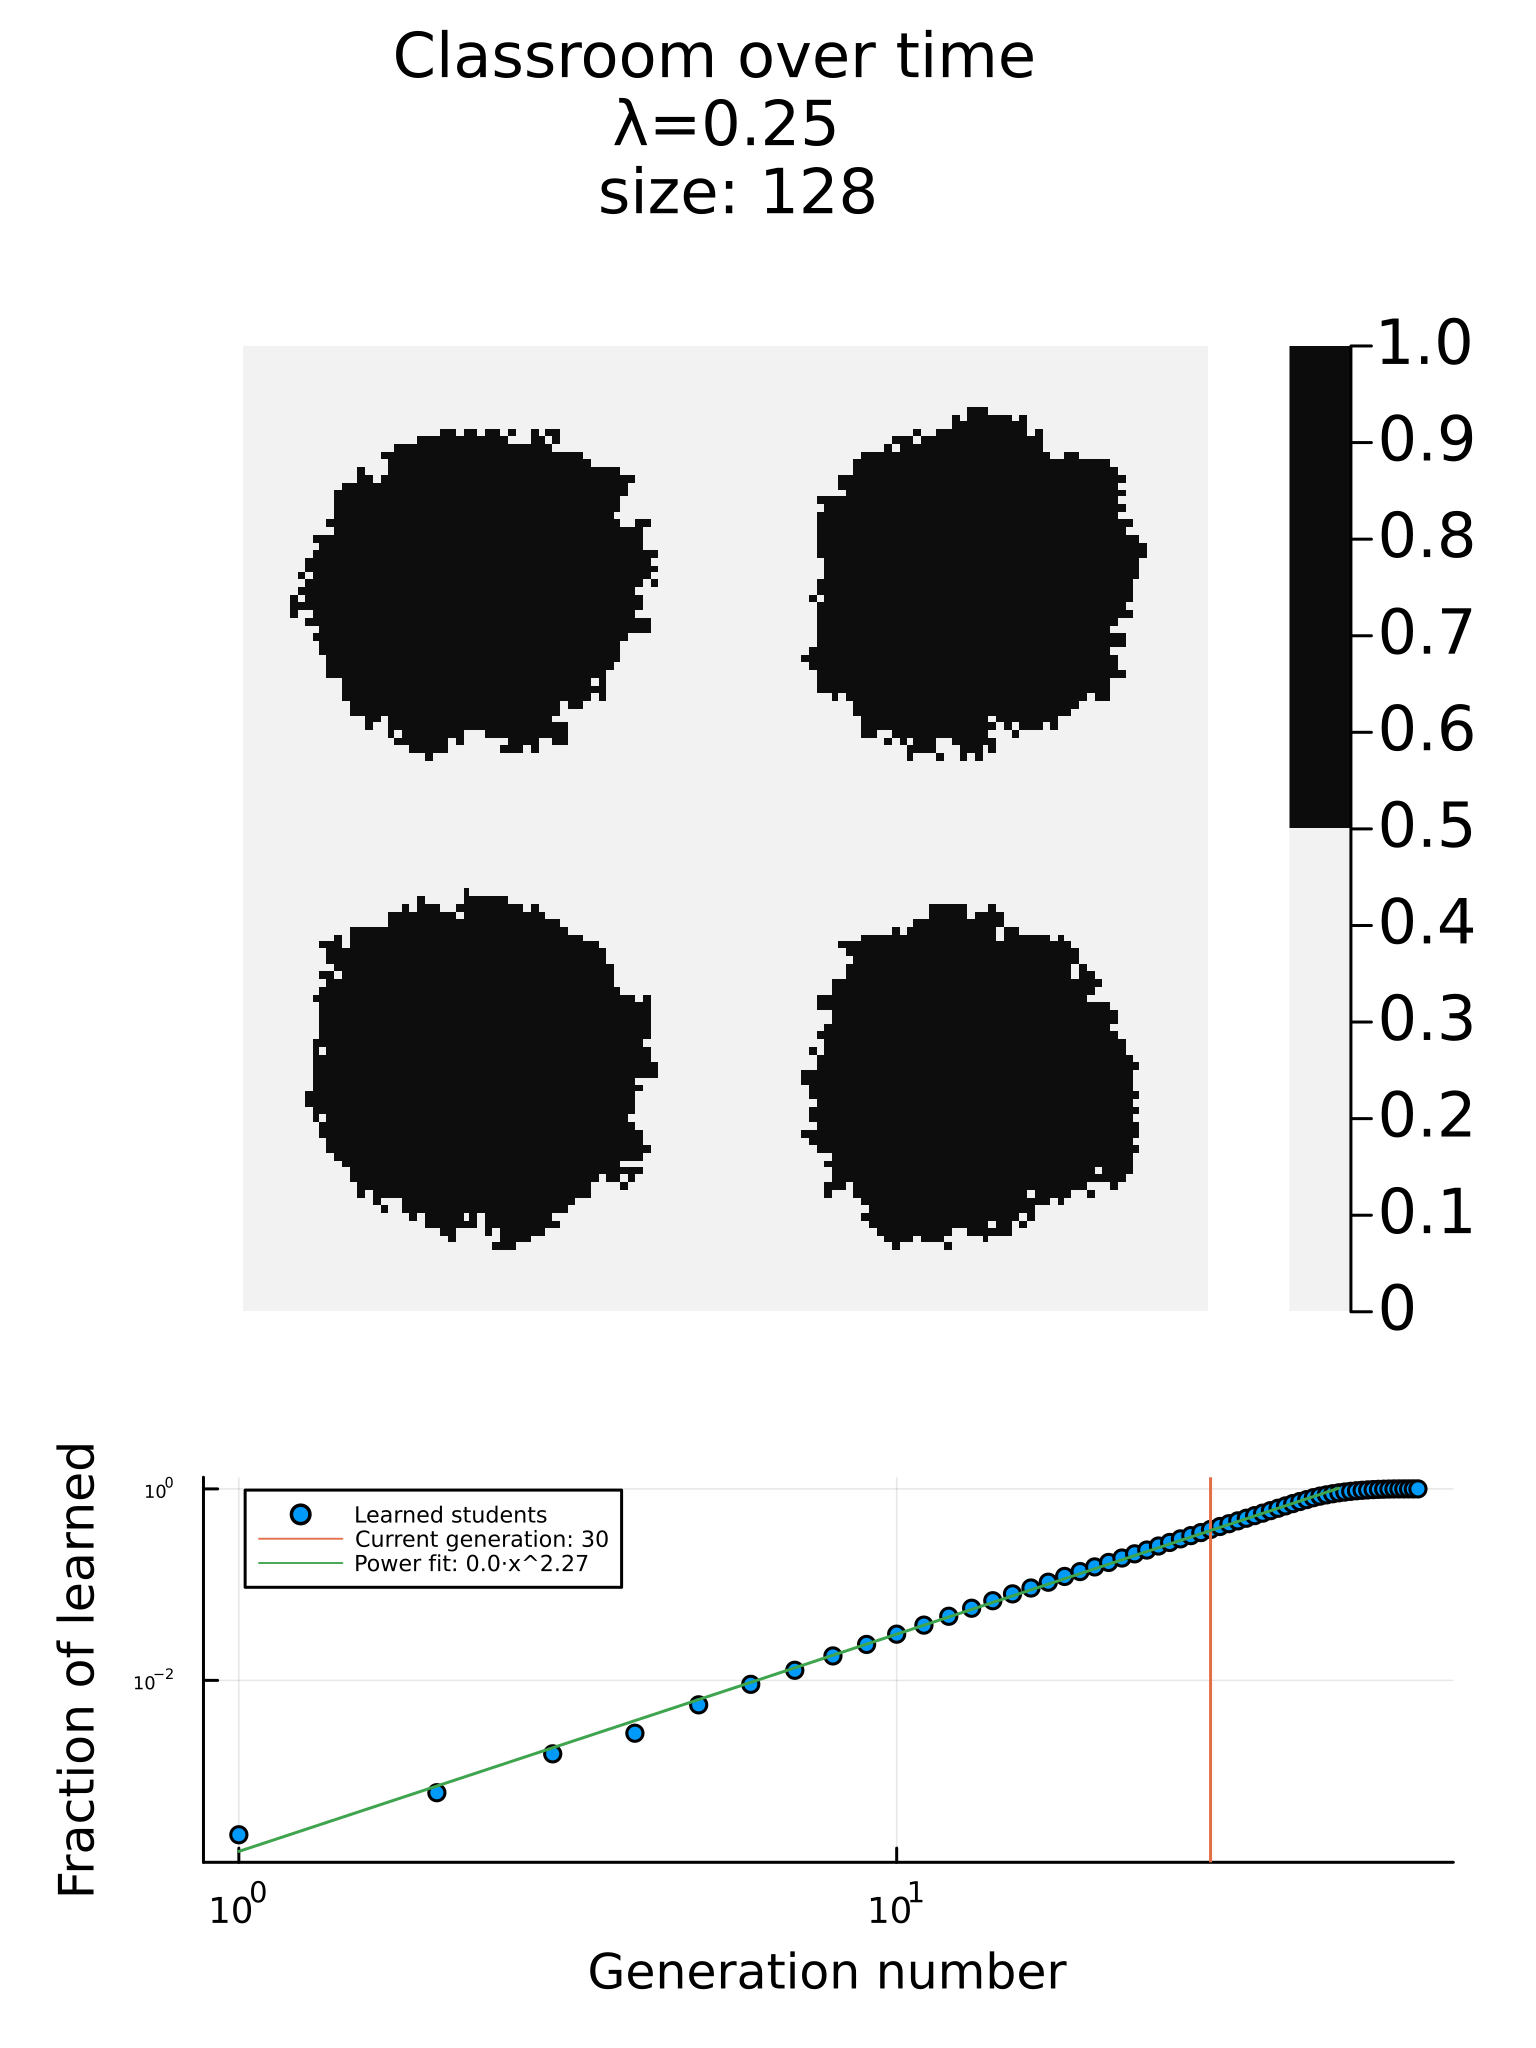 Classroom over time
λ=0.25
size: 128
1.0
0.9
0.8
0.7
0.6
0.5
0.4
0.3
0.2
0.1
0
Fraction of learned
10⁰
10⁻²
Learned students
Current generation: 30
Power fit: 0.0·x^2.27
10⁰
10¹
Generation number